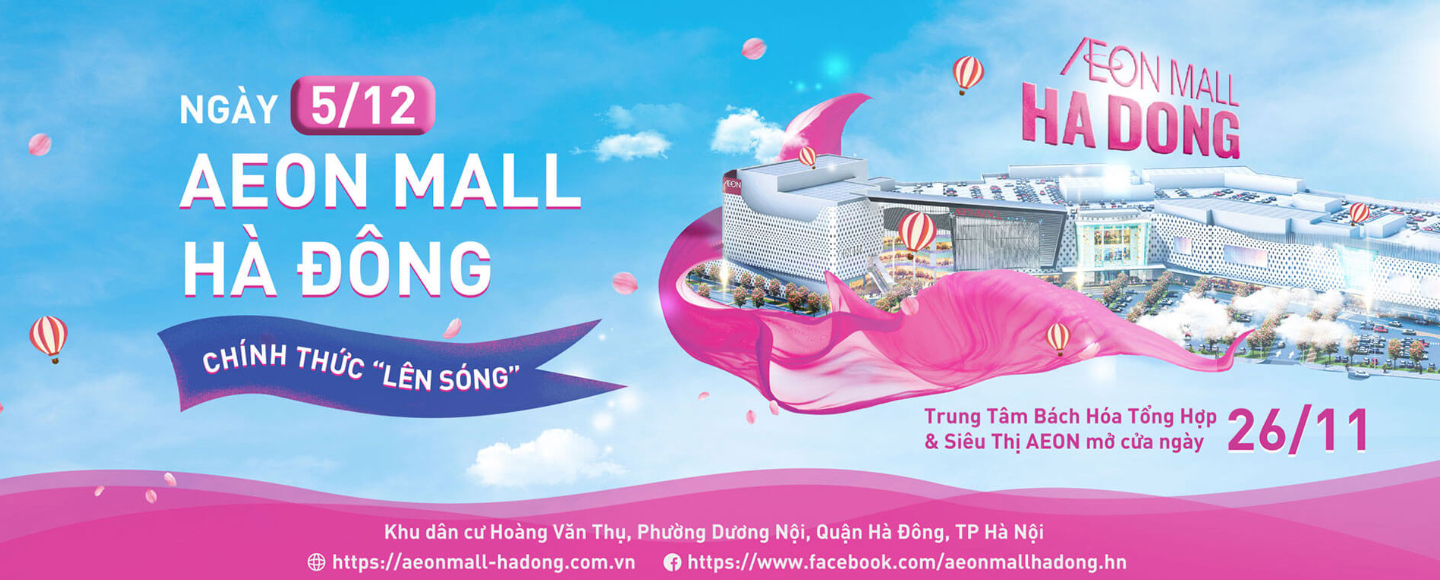 NGÀY 5/12
AEON MALL
HÀ ĐÔNG
CHÍNH THỨC “LÊN SÓNG”
ÆON MALL
HA DONG
ÆON
Trung Tâm Bách Hóa Tổng Hợp
& Siêu Thị AEON mở cửa ngày
26/11
Khu dân cư Hoàng Văn Thụ, Phường Dương Nội, Quận Hà Đông, TP Hà Nội
https://aeonmall-hadong.com.vn
https://www.facebook.com/aeonmallhadong.hn